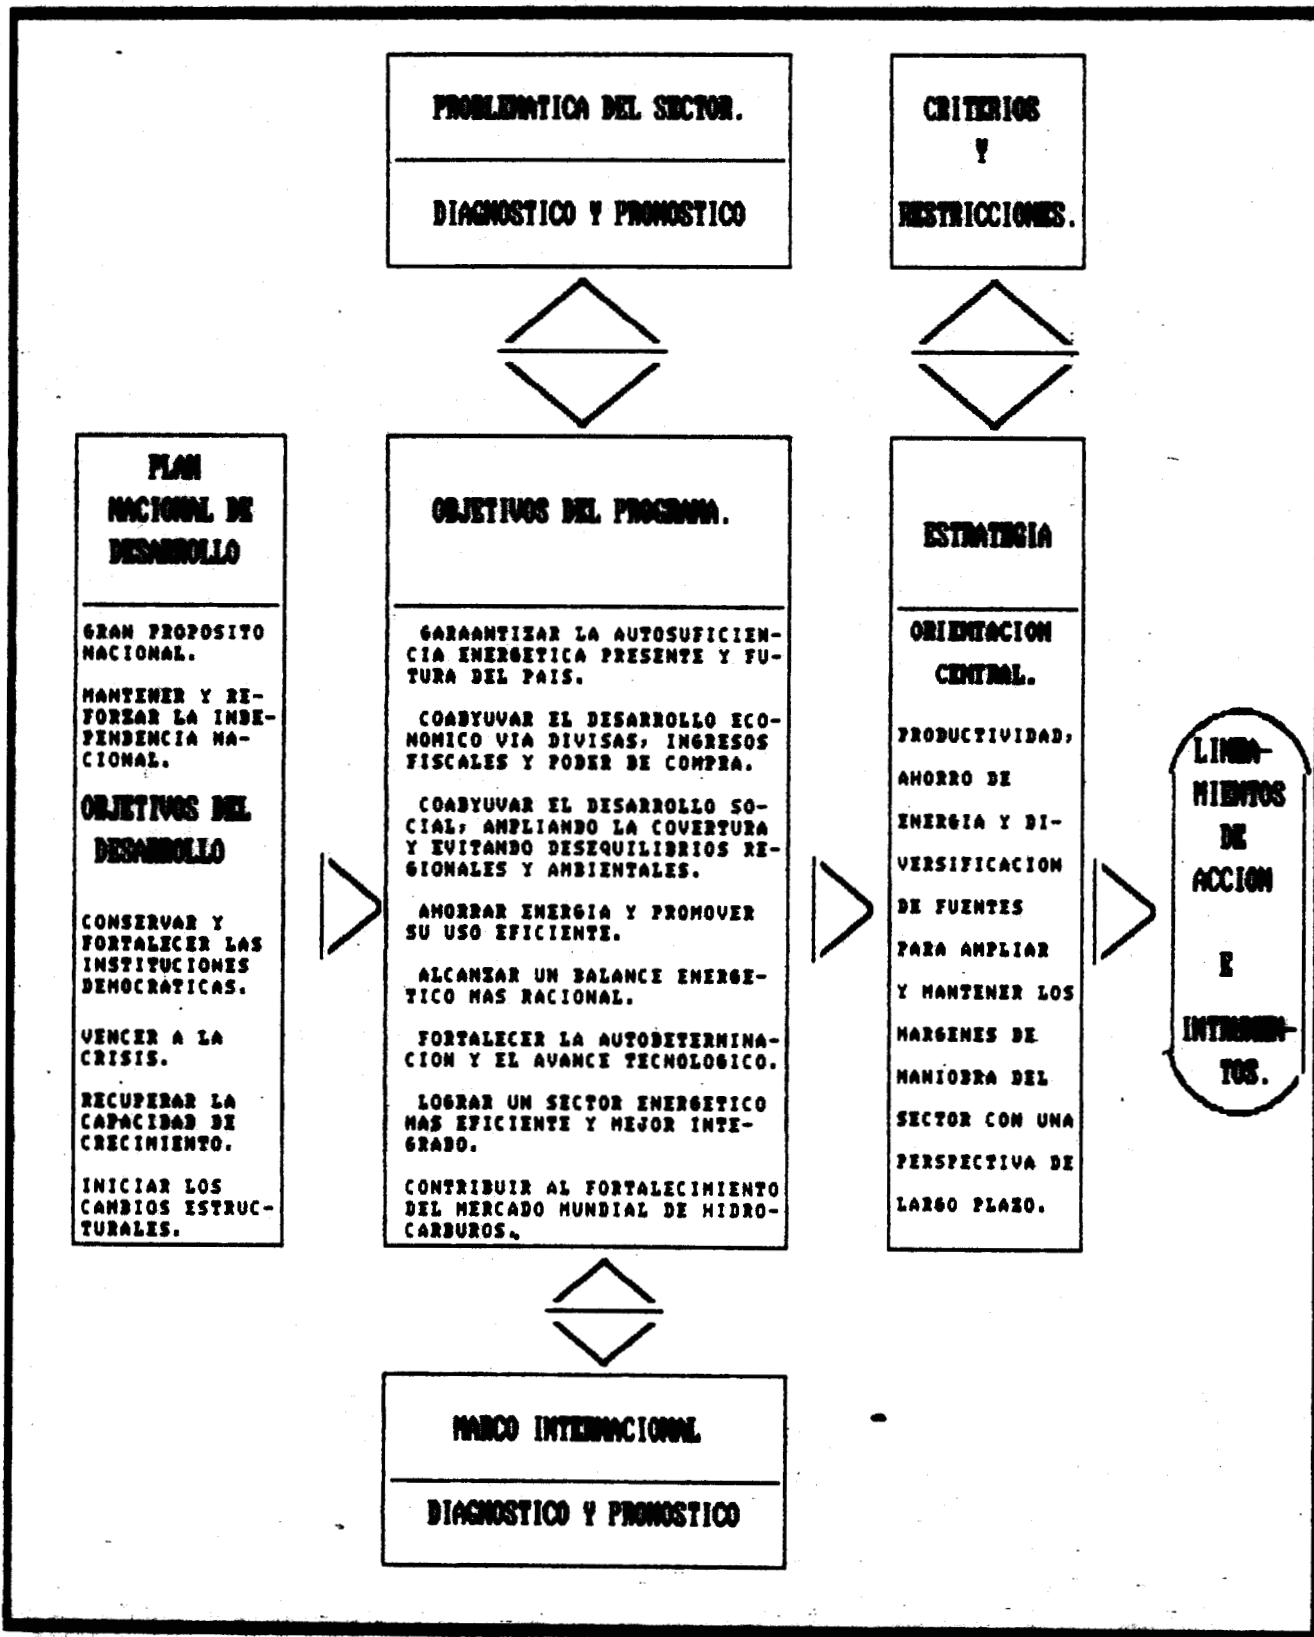 PROBLEMATICA DEL SECTOR.
DIAGNOSTICO Y PRONOSTICO
CRITERIOS
Y
RESTRICCIONES.
PLAN
NACIONAL DE
DESARROLLO
GRAN PROPOSITO
NACIONAL.
MANTENER Y RE-
FORZAR LA INDE-
PENDENCIA NA-
CIONAL.
OBJETIVOS DEL
DESARROLLO
CONSERVAR Y
FORTALECER LAS
INSTITUCIONES
DEMOCRATICAS.
VENCER A LA
CRISIS.
RECUPERAR LA
CAPACIDAD DE
CRECIMIENTO.
INICIAR LOS
CAMBIOS ESTRUC-
TURALES.
OBJETIVOS DEL PROGRAMA.
GARAANTIZAR LA AUTOSUFICIEN-
CIA ENERGETICA PRESENTE Y FU-
TURA DEL PAIS.
COADYUVAR EL DESARROLLO ECO-
NOMICO VIA DIVISAS, INGRESOS
FISCALES Y PODER DE COMPRA.
COADYUVAR EL DESARROLLO SO-
CIAL, AMPLIANDO LA COVERTURA
Y EVITANDO DESEQUILIBRIOS RE-
GIONALES Y AMBIENTALES.
AHORRAR ENERGIA Y PROMOVER
SU USO EFICIENTE.
ALCANZAR UN BALANCE ENERGE-
TICO MAS RACIONAL.
FORTALECER LA AUTODETERMINA-
CION Y EL AVANCE TECNOLOGICO.
LOGRAR UN SECTOR ENERGETICO
MAS EFICIENTE Y MEJOR INTE-
GRADO.
CONTRIBUIR AL FORTALECIMIENTO
DEL MERCADO MUNDIAL DE HIDRO-
CARBUROS.
ESTRATEGIA
ORIENTACION
CENTRAL.
PRODUCTIVIDAD,
AHORRO DE
ENERGIA Y DI-
VERSIFICACION
DE FUENTES
PARA AMPLIAR
Y MANTENER LOS
MARGENES DE
MANIOBRA DEL
SECTOR CON UNA
PERSPECTIVA DE
LARGO PLAZO.
LINEA-
MIENTOS
DE
ACCION
E
TOS.
MARCO INTERNACIONAL
DIAGNOSTICO Y PRONOSTICO